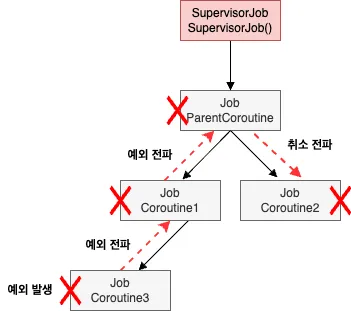 SupervisorJob
SupervisorJob()
Job
ParentCoroutine
예외 전파
취소 전파
Job
Coroutine1
Job
Coroutine2
예외 전파
예외 발생
Job
Coroutine3